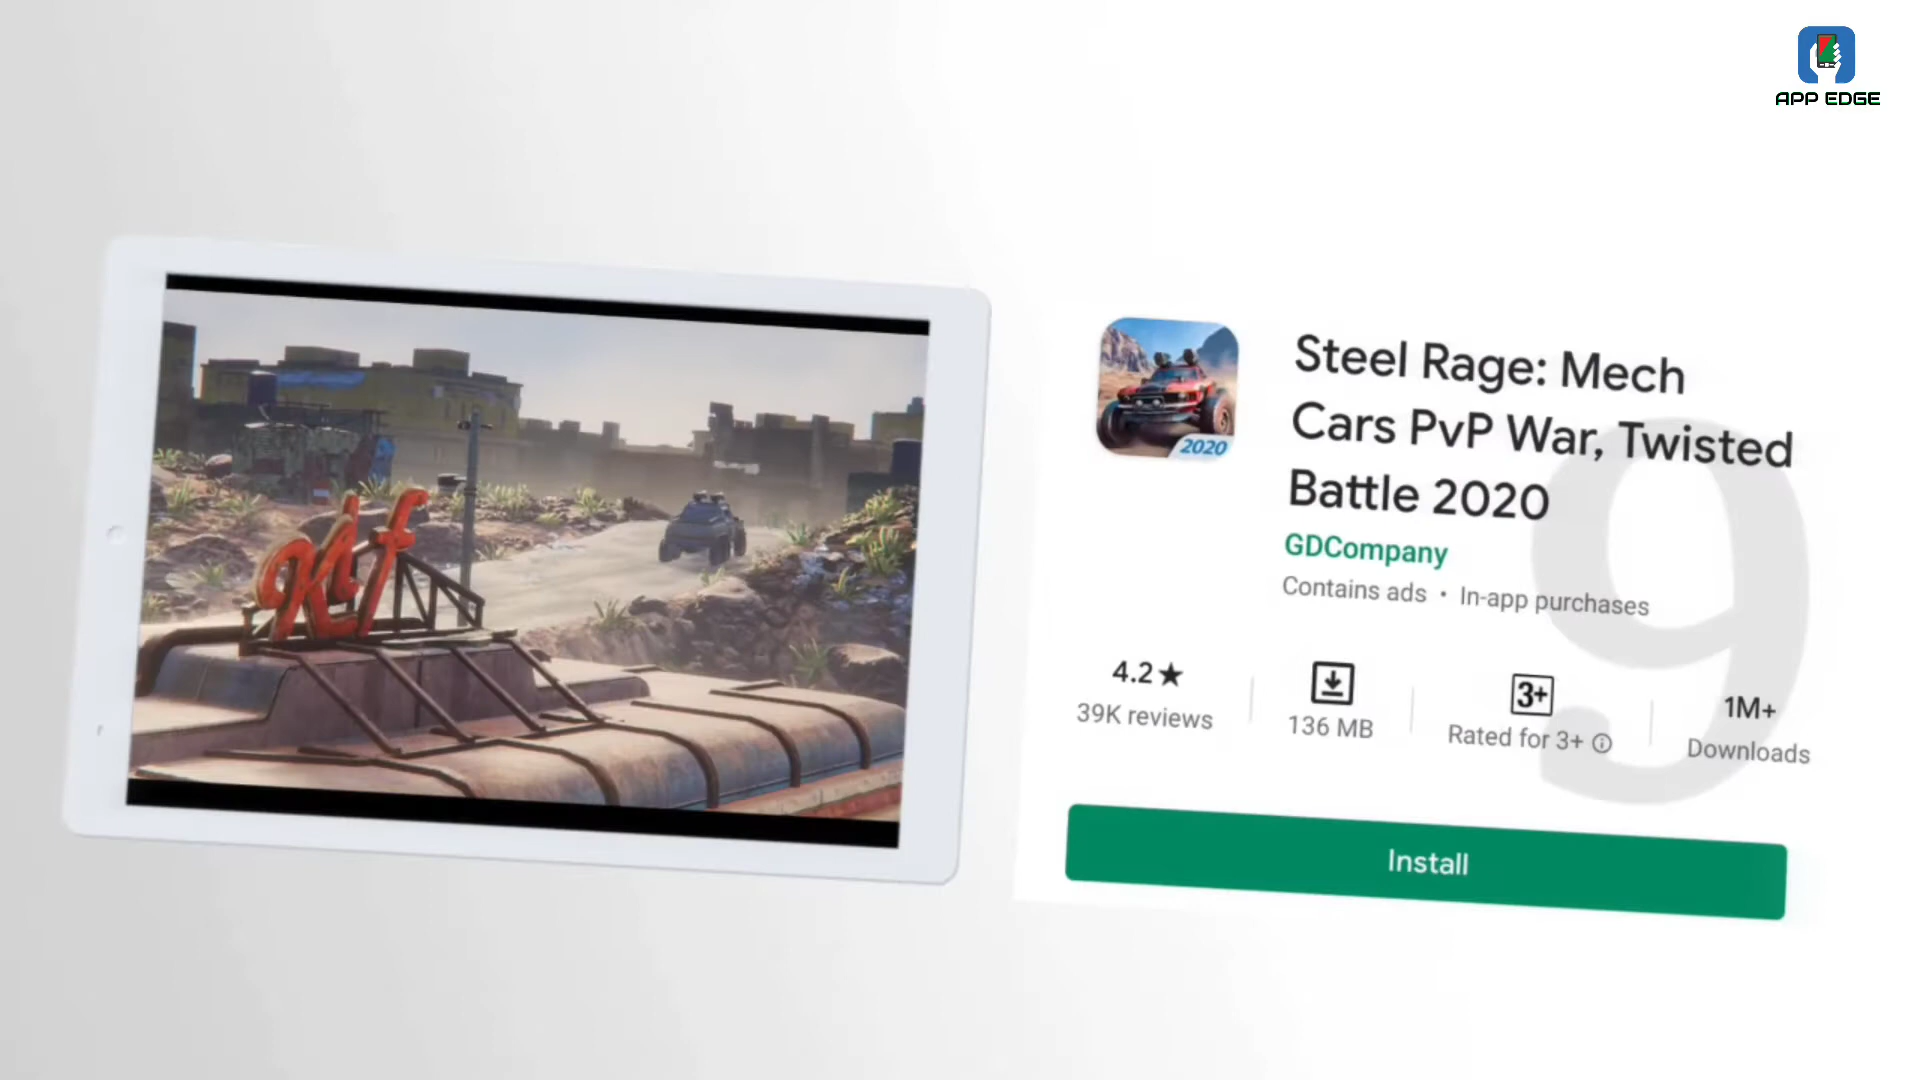 APP EDGE
Steel Rage: Mech
Cars PvP War, Twisted
Battle 2020
2020
GDCompany
Contains ads • In-app purchases
9
4.2★
39K reviews
136 MB
3+
Rated for 3+
1M+
Downloads
Install